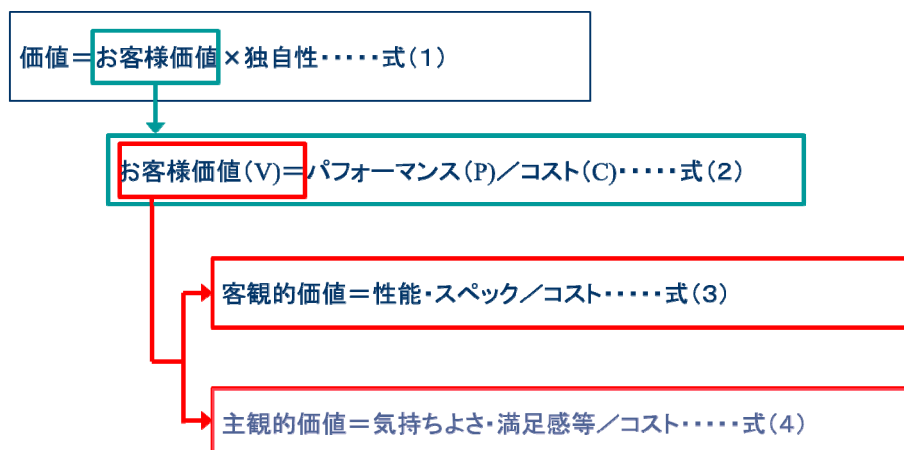 価値＝お客様価値×独自性・・・・・式（１）
お客様価値（V)＝パフォーマンス（P)／コスト（C)・・・・・式（２）
客観的価値＝性能・スペック／コスト・・・・・式（３）
主観的価値＝気持ちよさ・満足感等／コスト・・・・・式（４）